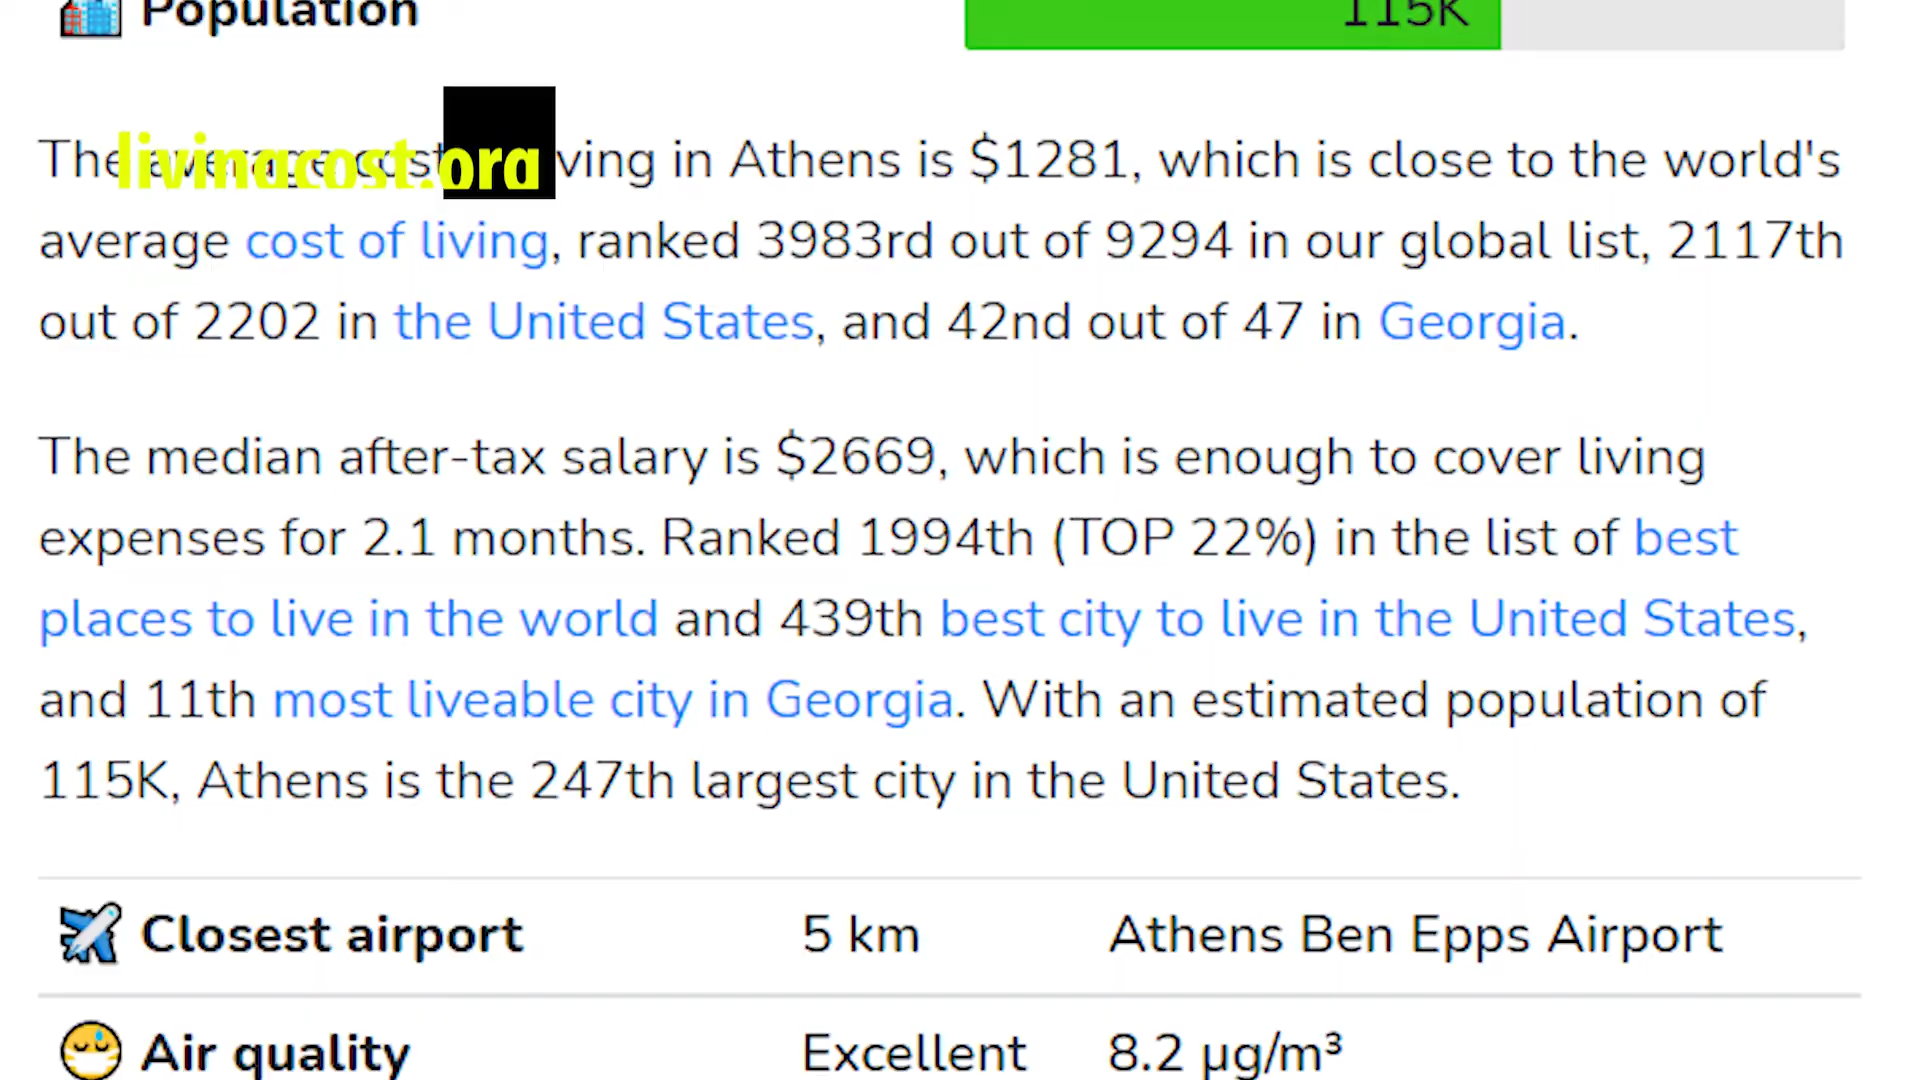 Population 115K
livingcost.org
The average cost ving in Athens is $1281, which is close to the world's
average cost of living, ranked 3983rd out of 9294 in our global list, 2117th
out of 2202 in the United States, and 42nd out of 47 in Georgia.
The median after-tax salary is $2669, which is enough to cover living
expenses for 2.1 months. Ranked 1994th (TOP 22%) in the list of best
places to live in the world and 439th best city to live in the United States,
and 11th most liveable city in Georgia. With an estimated population of
115K, Athens is the 247th largest city in the United States.
Closest airport 5 km Athens Ben Epps Airport
Air quality Excellent 8.2 µg/m³